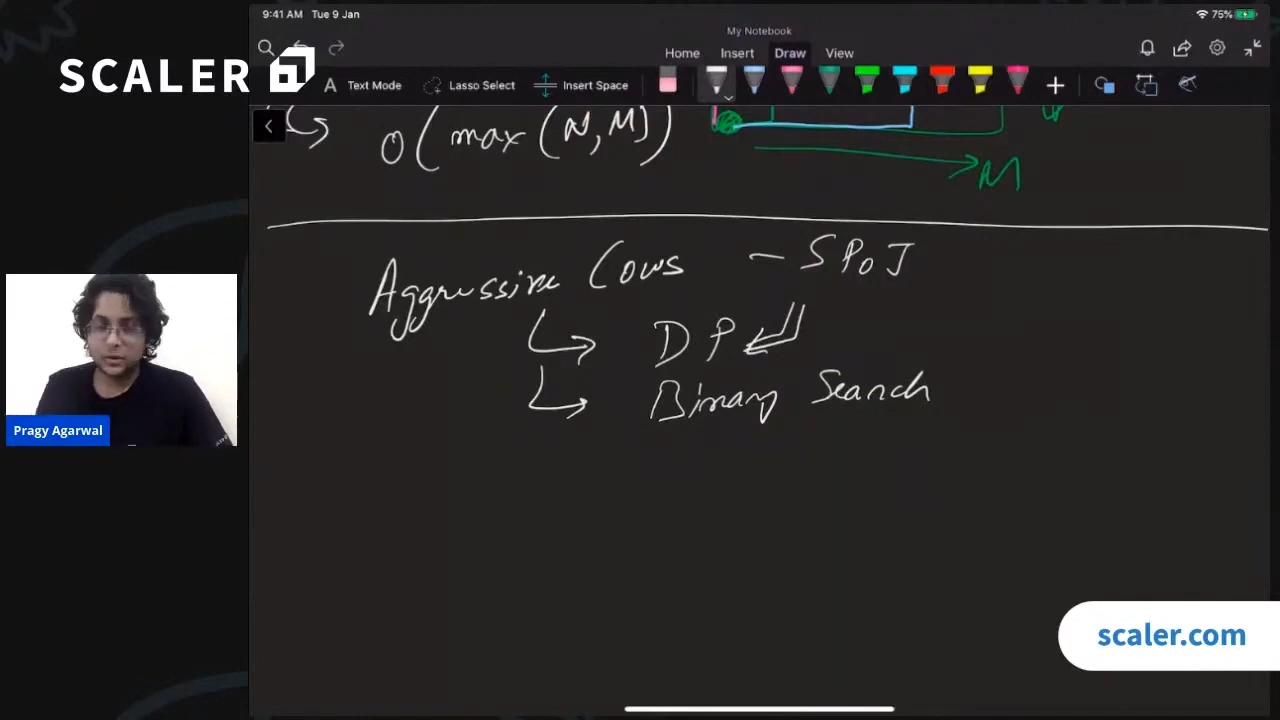 9:41 AM Tue 9 Jan
75%
My Notebook
Home Insert Draw View
SCALER
Text Mode Lasso Select Insert Space
O(max(N,M))
M
Aggressive Cows - SPOJ
DP
Binary Search
Pragy Agarwal
scaler.com